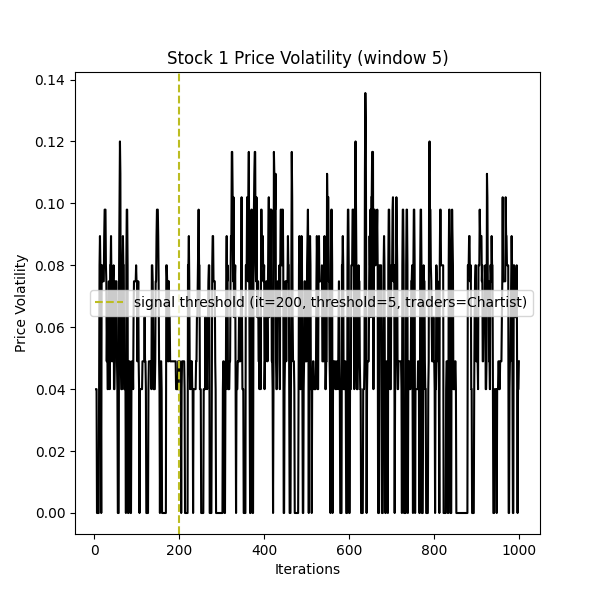 Stock 1 Price Volatility (window 5)
0.14
0.12
0.10
0.08
0.06
0.04
0.02
0.00
Price Volatility
signal threshold (it=200, threshold=5, traders=Chartist)
0 200 400 600 800 1000
Iterations